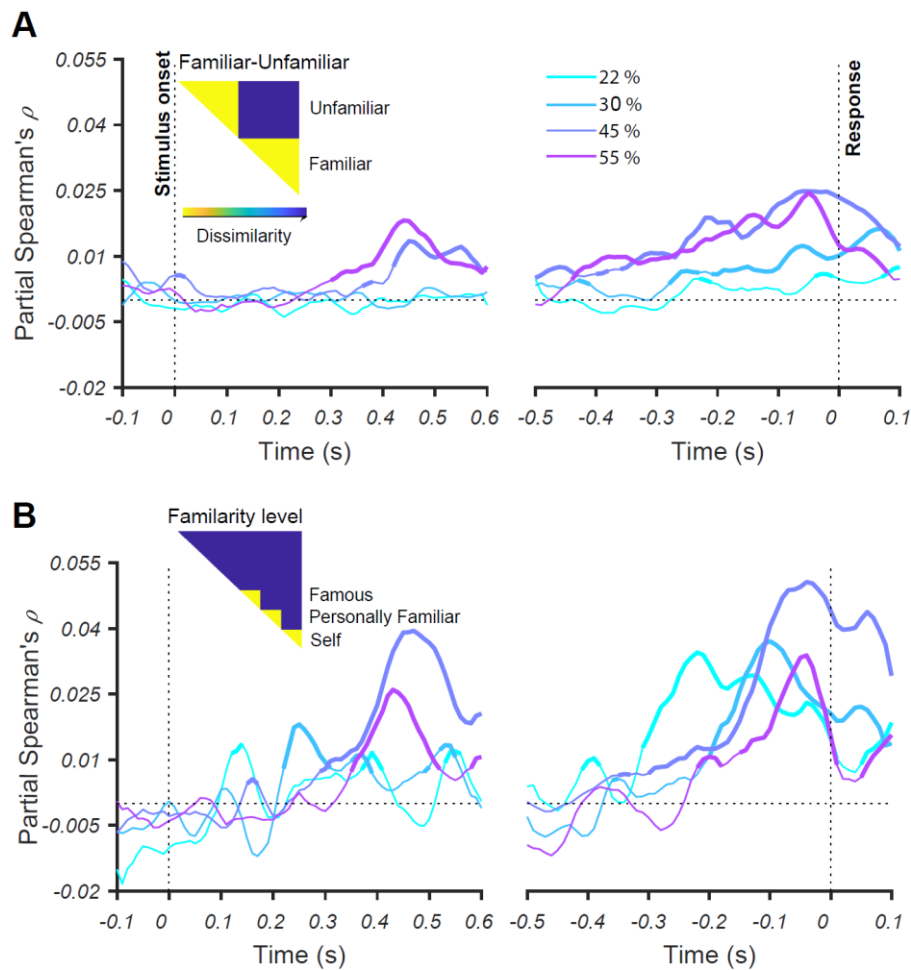 A
0.055
0.04
0.025
0.01
-0.005
-0.02
Partial Spearman's ρ
Stimulus onset
Familiar-Unfamiliar
Unfamiliar
Familiar
Dissimilarity
-0.1 0 0.1 0.2 0.3 0.4 0.5 0.6
Time (s)
22 %
30 %
45 %
55 %
Response
-0.5 -0.4 -0.3 -0.2 -0.1 0 0.1
Time (s)
B
0.055
0.04
0.025
0.01
-0.005
-0.02
Partial Spearman's ρ
Familarity level
Famous
Personally Familiar
Self
-0.1 0 0.1 0.2 0.3 0.4 0.5 0.6
Time (s)
-0.5 -0.4 -0.3 -0.2 -0.1 0 0.1
Time (s)